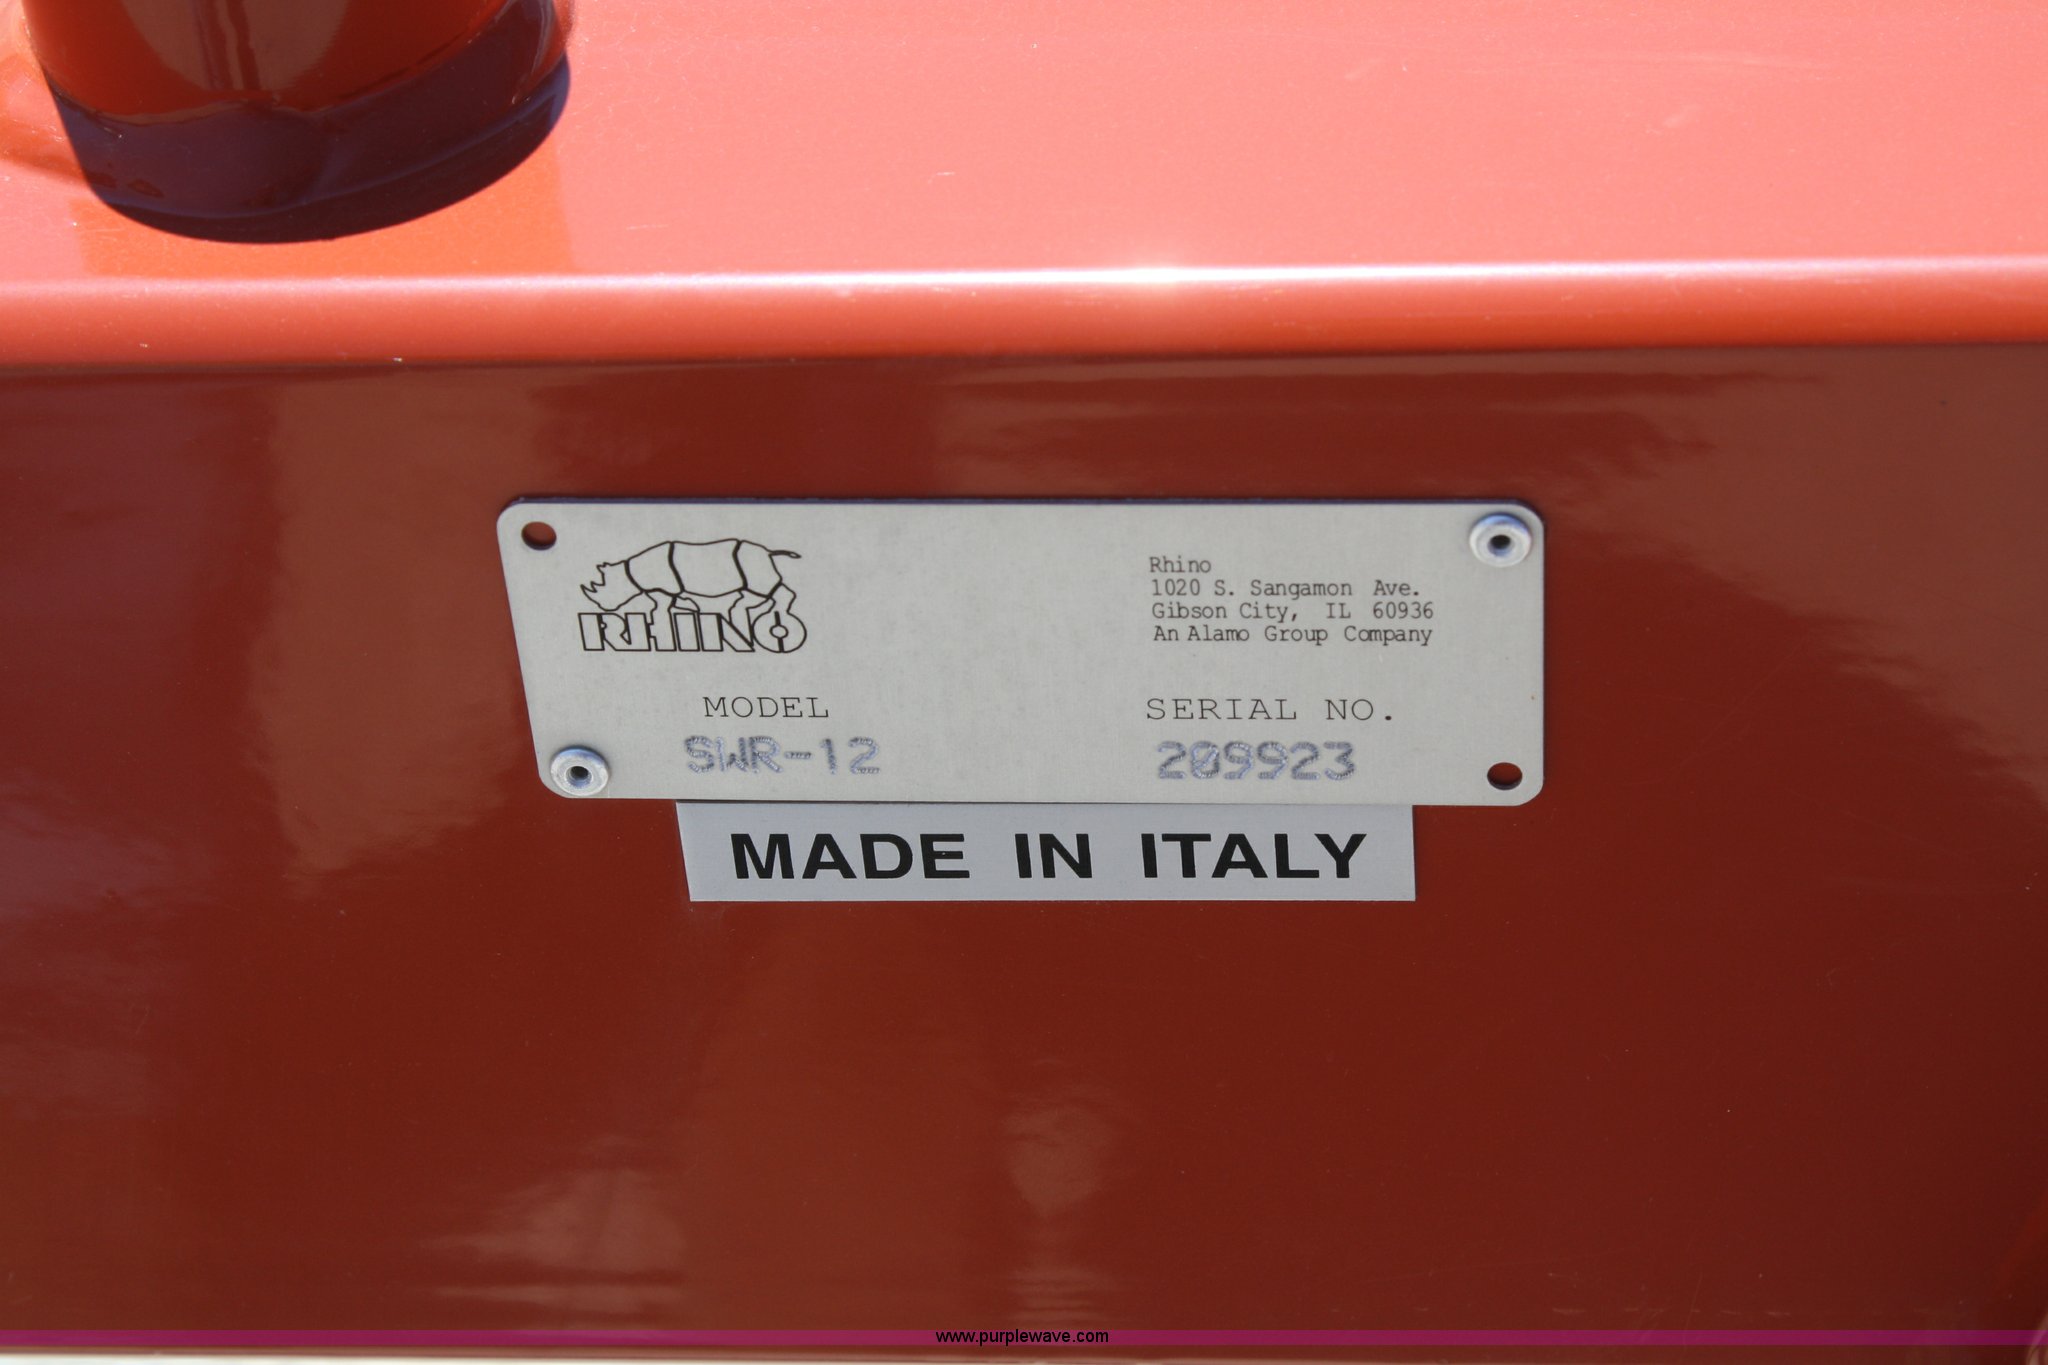 RHINO
Rhino
1020 S. Sangamon Ave.
Gibson City, IL 60936
An Alamo Group Company
MODEL
SERIAL NO.
SWR-12
209923
MADE IN ITALY
www.purplewave.com